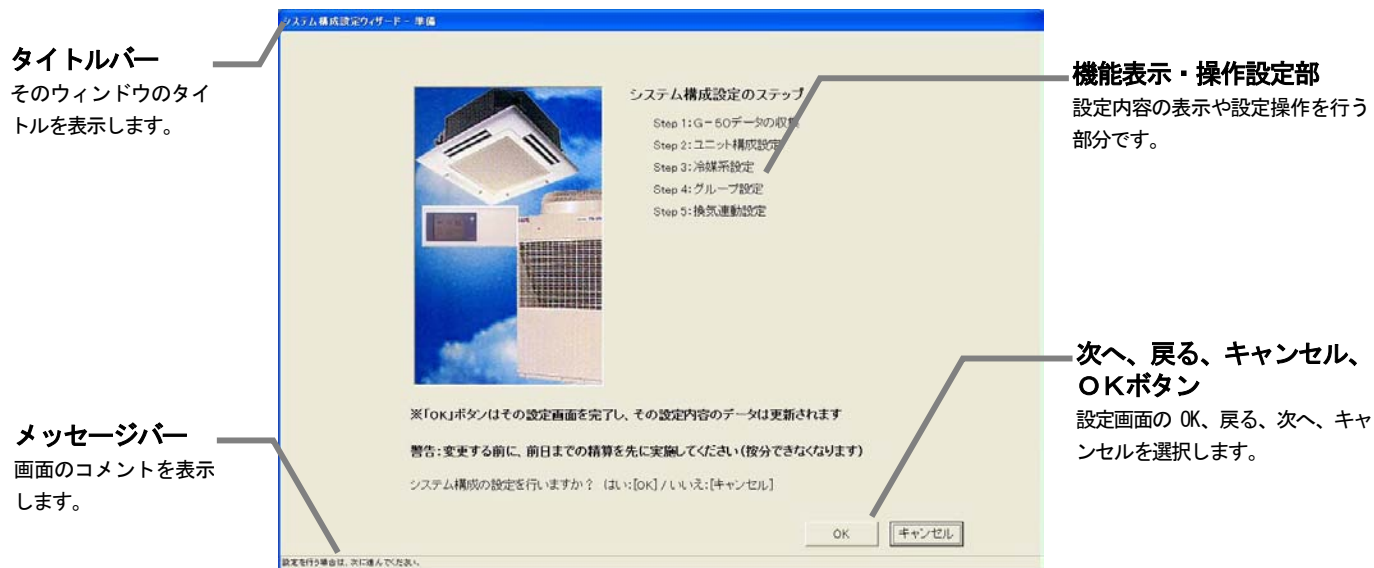 システム構成設定ウィザード - 準備
タイトルバー
そのウィンドウのタイ
トルを表示します。
機能表示・操作設定部
設定内容の表示や設定操作を行う
部分です。
システム構成設定のステップ
Step 1:G-50データの収集
Step 2:ユニット構成設定
Step 3:冷媒系設定
Step 4:グループ設定
Step 5:換気連動設定
次へ、戻る、キャンセル、
OKボタン
設定画面の OK、戻る、次へ、キャ
ンセルを選択します。
※「OK」ボタンはその設定画面を完了し、その設定内容のデータは更新されます
警告:変更する前に、前日までの精算を先に実施してください(按分できなくなります)
システム構成の設定を行いますか? はい:[OK] / いいえ:[キャンセル]
メッセージバー
画面のコメントを表示
します。
OK
キャンセル
設定を行う場合は、次に進んでください。